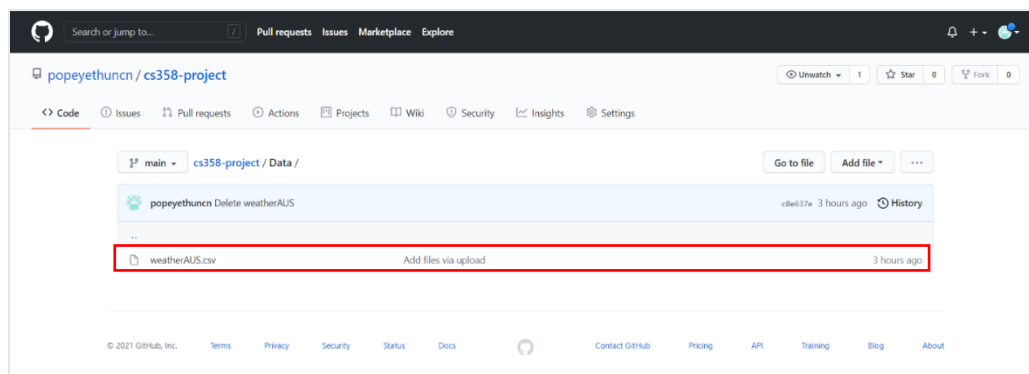 Search or jump to... / Pull requests Issues Marketplace Explore
popeyethuncn / cs358-project Unwatch 1 Star 0 Fork 0
Code Issues Pull requests Actions Projects Wiki Security Insights Settings
main cs358-project / Data / Go to file Add file ...
popeyethuncn Delete weatherAUS c8e637e 3 hours ago History
..
weatherAUS.csv Add files via upload 3 hours ago
© 2021 GitHub, Inc. Terms Privacy Security Status Docs Contact GitHub Pricing API Training Blog About